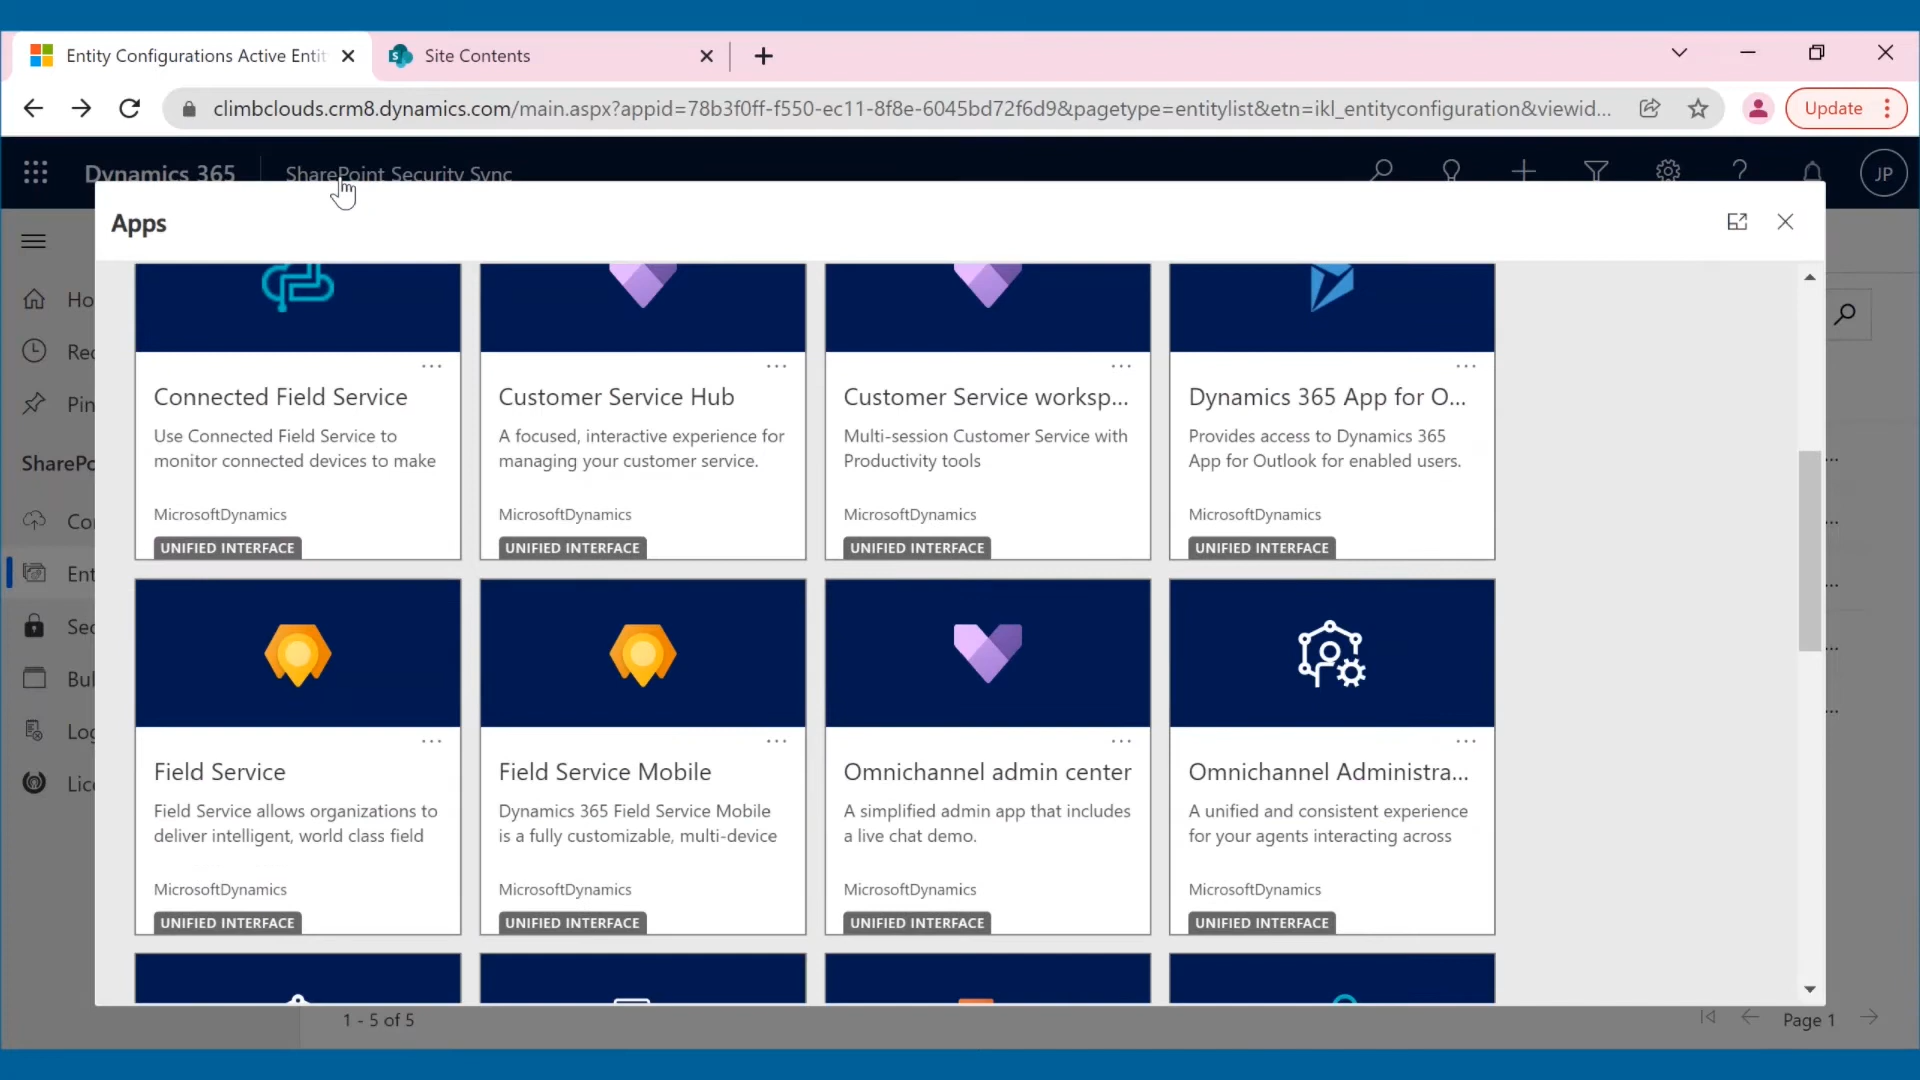 Entity Configurations Active Entit
Site Contents
climbclouds.crm8.dynamics.com/main.aspx?appid=78b3f0ff-f550-ec11-8f8e-6045bd72f6d9&pagetype=entitylist&etn=ikl_entityconfiguration&viewid...
Update
Dynamics 365
SharePoint Security Sync
JP
Apps
Ho
Rec
Pin
SharePo
Co
Ent
Sec
Bul
Log
Lice
Connected Field Service
Use Connected Field Service to
monitor connected devices to make
MicrosoftDynamics
UNIFIED INTERFACE
Customer Service Hub
A focused, interactive experience for
managing your customer service.
MicrosoftDynamics
UNIFIED INTERFACE
Customer Service worksp...
Multi-session Customer Service with
Productivity tools
MicrosoftDynamics
UNIFIED INTERFACE
Dynamics 365 App for O...
Provides access to Dynamics 365
App for Outlook for enabled users.
MicrosoftDynamics
UNIFIED INTERFACE
Field Service
Field Service allows organizations to
deliver intelligent, world class field
MicrosoftDynamics
UNIFIED INTERFACE
Field Service Mobile
Dynamics 365 Field Service Mobile
is a fully customizable, multi-device
MicrosoftDynamics
UNIFIED INTERFACE
Omnichannel admin center
A simplified admin app that includes
a live chat demo.
MicrosoftDynamics
UNIFIED INTERFACE
Omnichannel Administra...
A unified and consistent experience
for your agents interacting across
MicrosoftDynamics
UNIFIED INTERFACE
1 - 5 of 5
Page 1